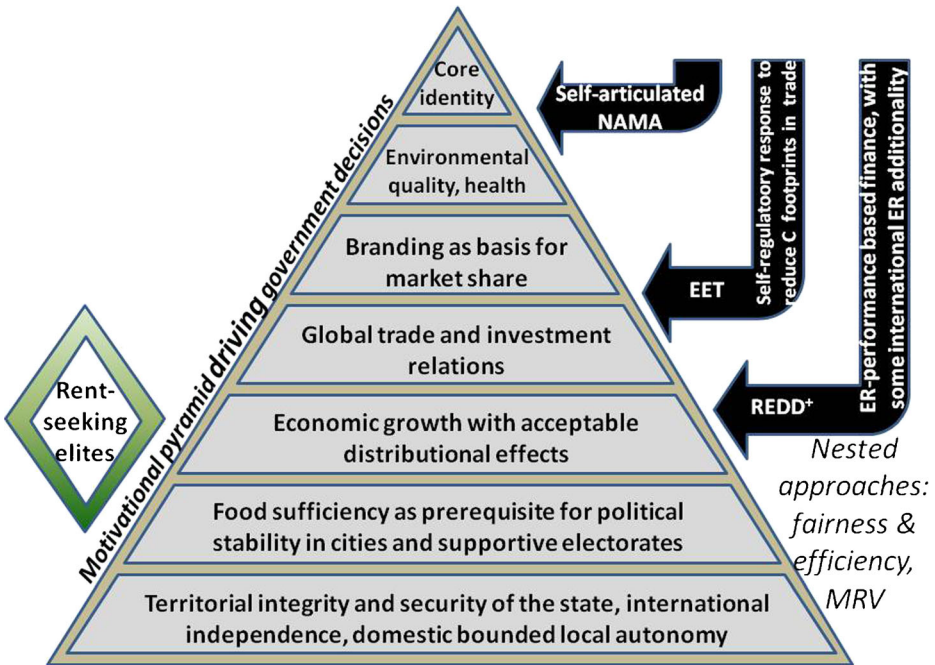 Core
identity
Environmental
quality, health
Branding as basis for
market share
Global trade and investment
relations
Economic growth with acceptable
distributional effects
Food sufficiency as prerequisite for political
stability in cities and supportive electorates
Territorial integrity and security of the state, international
independence, domestic bounded local autonomy
Motivational pyramid driving government decisions
Rent-
seeking
elites
Self-articulated
NAMA
EET
Self-regulatory response to
reduce C footprints in trade
REDD⁺
ER-performance based finance, with
some international ER additionality
Nested
approaches:
fairness &
efficiency,
MRV